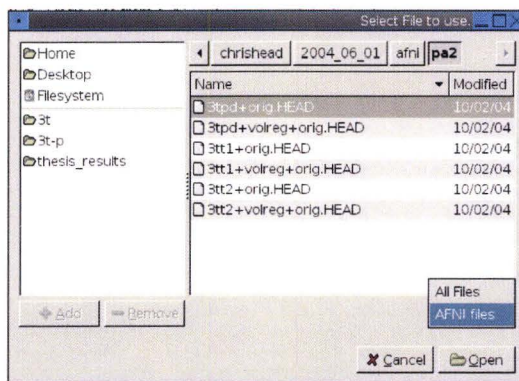 Select File to use.
Home
Desktop
Filesystem
3t
3t-p
thesis_results
chrishead 2004_06_01 afni pa2
Name Modified
3tpd+orig.HEAD 10/02/04
3tpd+volreg+orig.HEAD 10/02/04
3tt1+orig.HEAD 10/02/04
3tt1+volreg+orig.HEAD 10/02/04
3tt2+orig.HEAD 10/02/04
3tt2+volreg+orig.HEAD 10/02/04
All Files
AFNI files
Add Remove
Cancel Open